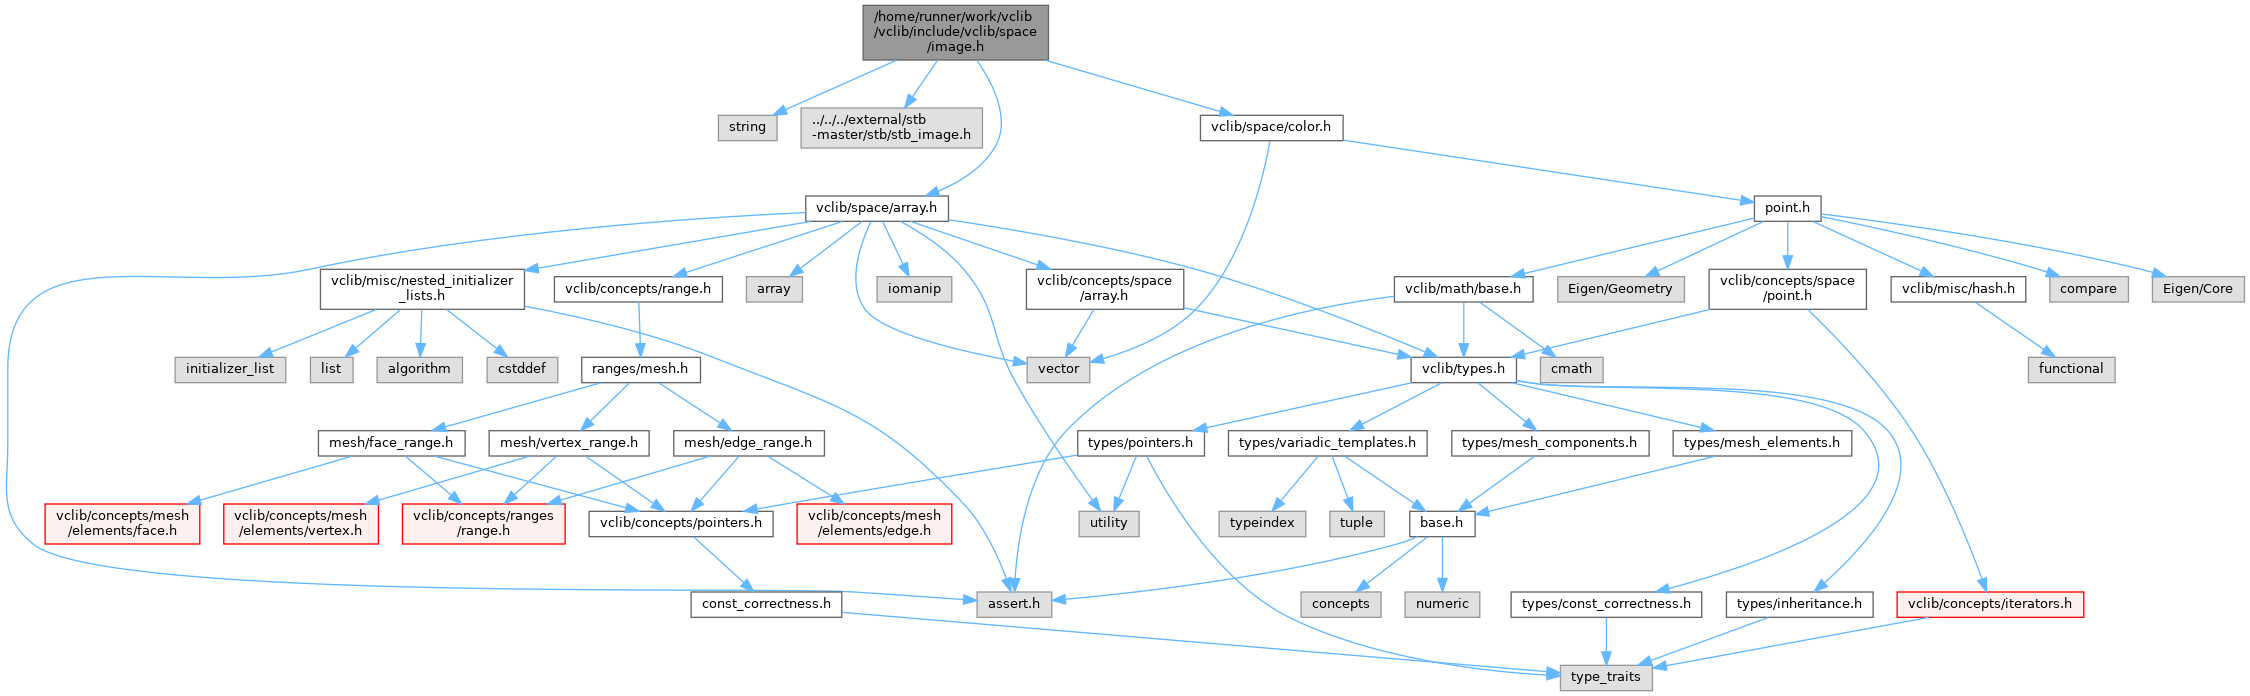 /home/runner/work/vclib
/vclib/include/vclib/space
/image.h
string
../../../external/stb
-master/stb/stb_image.h
vclib/space/color.h
vclib/space/array.h
point.h
vclib/misc/nested_initializer
_lists.h
vclib/concepts/range.h
array
iomanip
vclib/concepts/space
/array.h
vclib/math/base.h
Eigen/Geometry
vclib/concepts/space
/point.h
vclib/misc/hash.h
compare
Eigen/Core
initializer_list
list
algorithm
cstddef
ranges/mesh.h
vector
vclib/types.h
cmath
functional
mesh/face_range.h
mesh/vertex_range.h
mesh/edge_range.h
types/pointers.h
types/variadic_templates.h
types/mesh_components.h
types/mesh_elements.h
vclib/concepts/mesh
/elements/face.h
vclib/concepts/mesh
/elements/vertex.h
vclib/concepts/ranges
/range.h
vclib/concepts/pointers.h
vclib/concepts/mesh
/elements/edge.h
utility
typeindex
tuple
base.h
const_correctness.h
assert.h
concepts
numeric
types/const_correctness.h
types/inheritance.h
vclib/concepts/iterators.h
type_traits